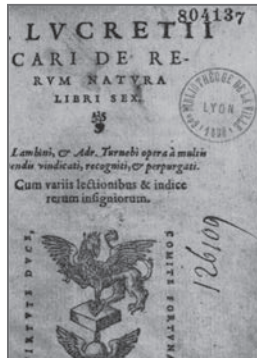 804137
LVCRETII
CARI DE RE-
RVM NATVRA
LIBRI SEX.
Lambini, & Adr. Turnebi opera à multis
endis vindicati, recogniti, & perpurgati.
Cum variis lectionibus & indice
rerum insigniorum.
BIBLIOTHEQUE DE LA VILLE
LYON
VIRTVTE DVCE,
COMITE FORTVNA
126109